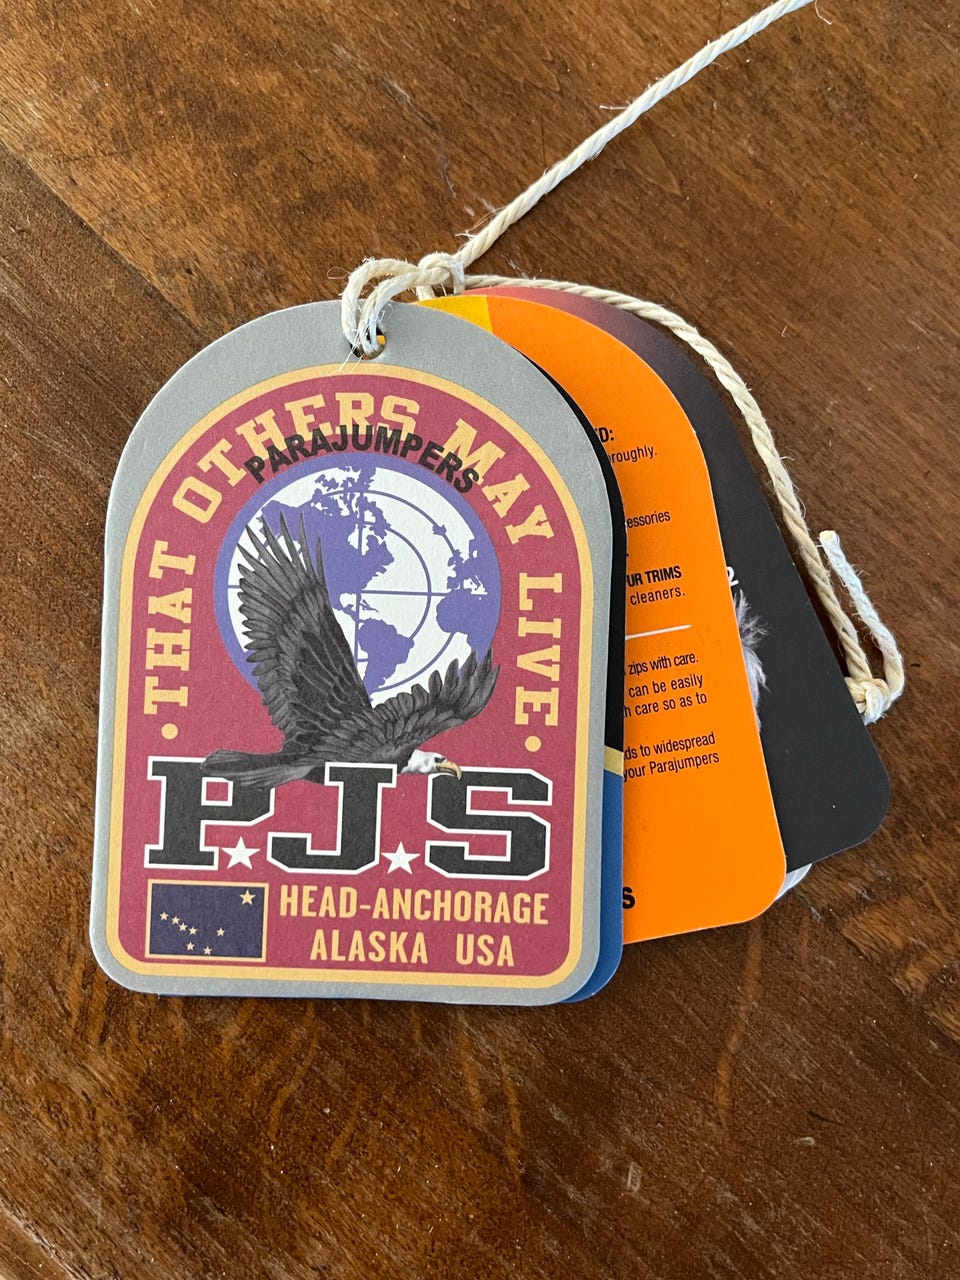 THAT OTHERS MAY LIVE
PARAJUMPERS
P.J.S
HEAD-ANCHORAGE
ALASKA USA
D:
roughly.
essories
UR TRIMS
cleaners.
zips with care.
can be easily
h care so as to
ds to widespread
your Parajumpers
S
2